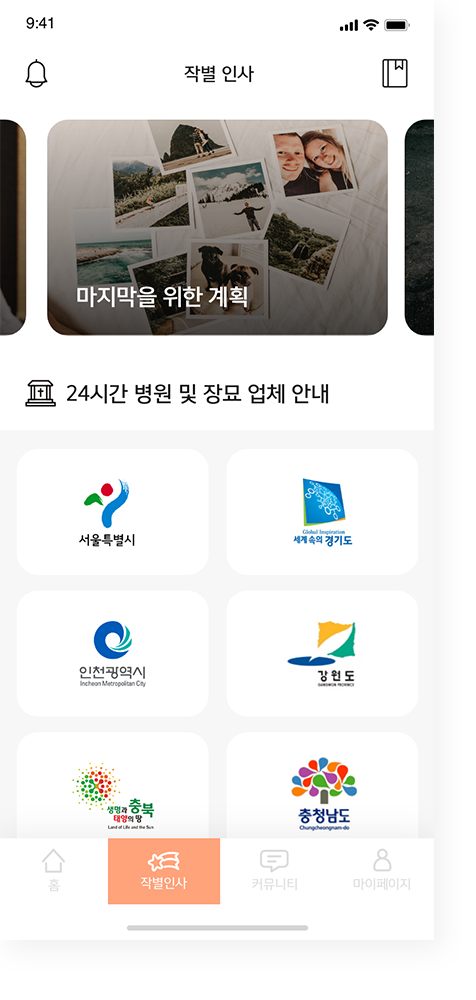 9:41
작별 인사
마지막을 위한 계획
24시간 병원 및 장묘 업체 안내
서울특별시
Global Inspiration
세계 속의 경기도
인천광역시
Incheon Metropolitan City
강원도
GANGWON PROVINCE
생명과 충북
태양의 땅
Land of Life and the Sun
충청남도
Chungcheongnam-do
홈
작별인사
커뮤니티
마이페이지